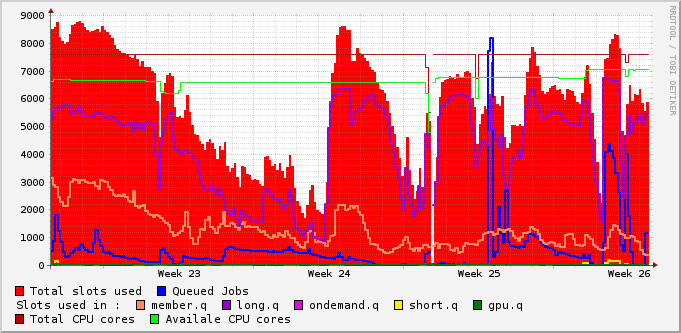 9000
8000
7000
6000
5000
4000
3000
2000
1000
0
Week 23 Week 24 Week 25 Week 26
Total slots used Queued Jobs
Slots used in : member.q long.q ondemand.q short.q gpu.q
Total CPU cores Availale CPU cores
RRDTOOL / TOBI OETIKER